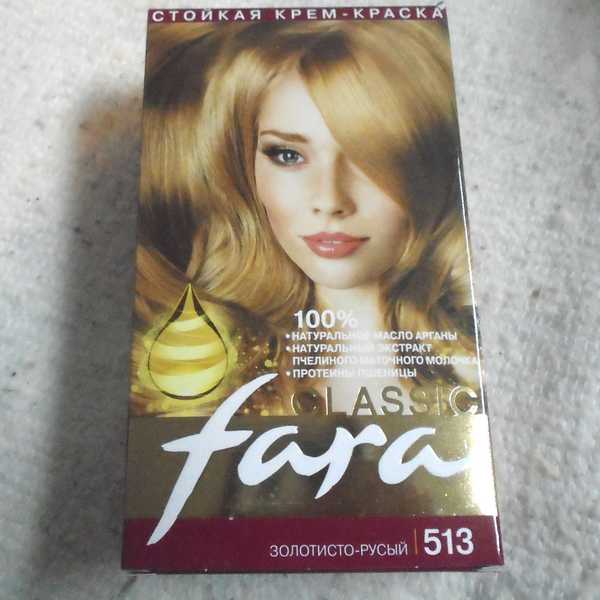 СТОЙКАЯ КРЕМ-КРАСКА
100%
• НАТУРАЛЬНОЕ МАСЛО АРГАНЫ
• НАТУРАЛЬНЫЙ ЭКСТРАКТ
ПЧЕЛИНОГО МАТОЧНОГО МОЛОЧКА
• ПРОТЕИНЫ ПШЕНИЦЫ
CLASSIC
fara
ЗОЛОТИСТО-РУСЫЙ | 513